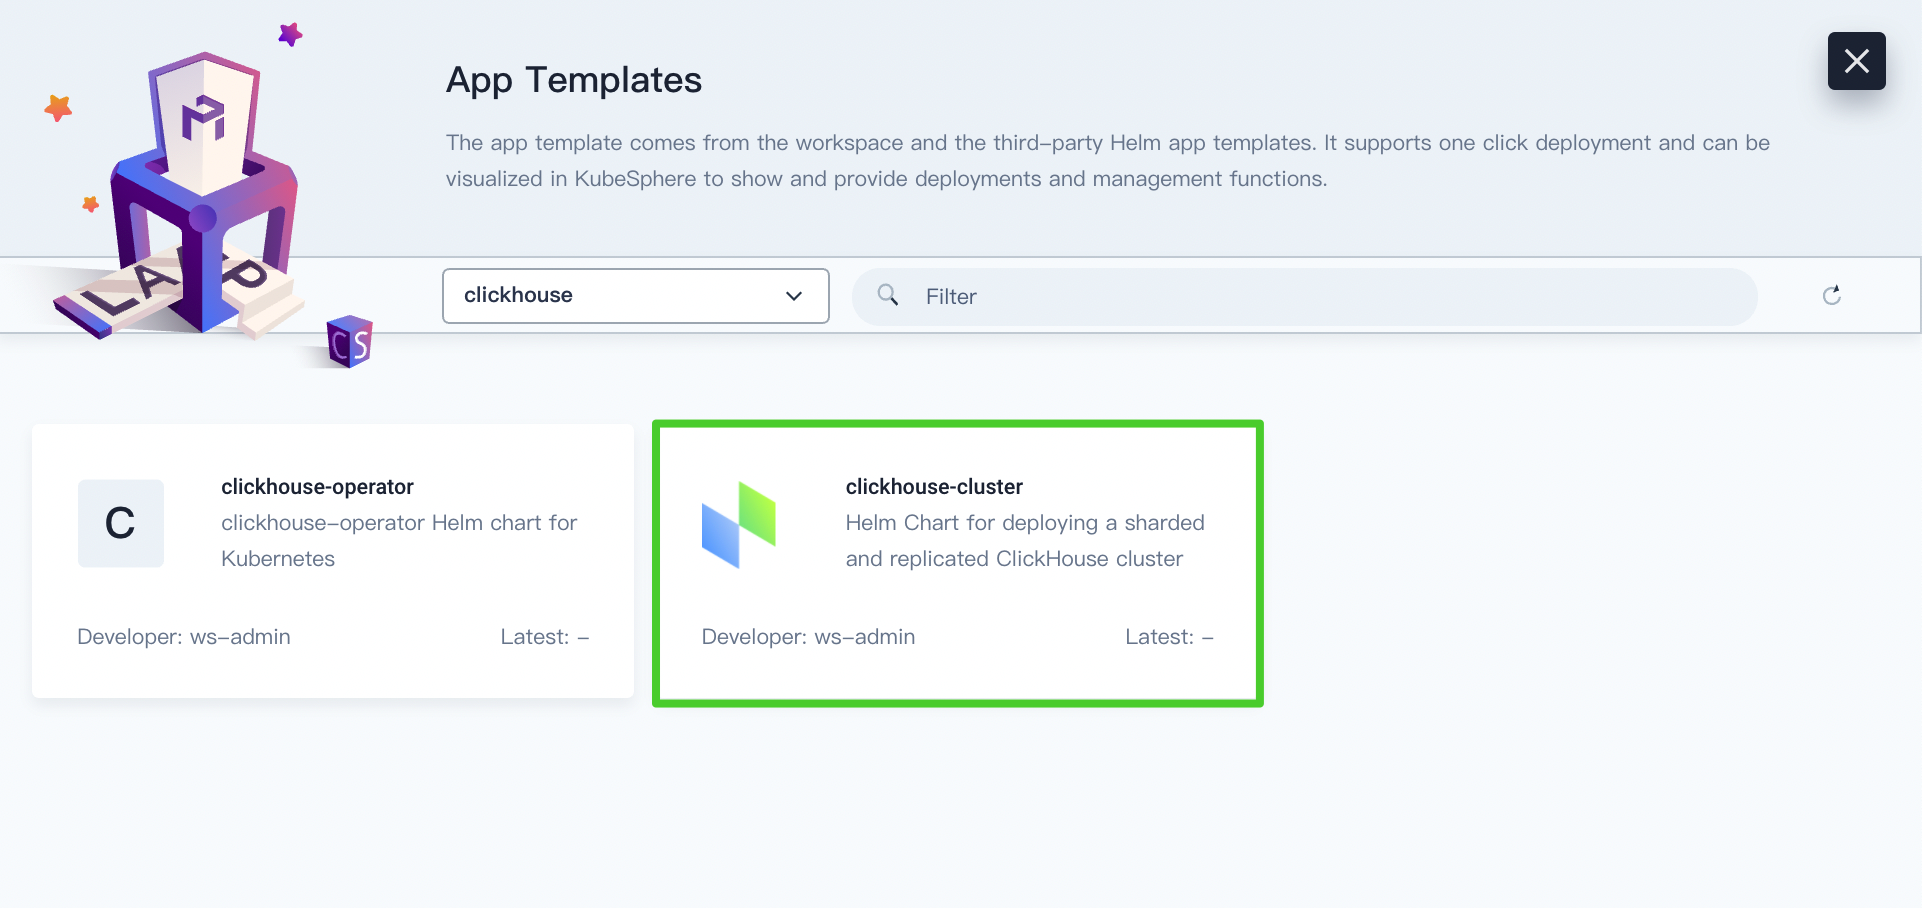 App Templates
The app template comes from the workspace and the third-party Helm app templates. It supports one click deployment and can be
visualized in KubeSphere to show and provide deployments and management functions.
LAPP
CS
clickhouse
Filter
C
clickhouse-operator
clickhouse-operator Helm chart for
Kubernetes
Developer: ws-admin
Latest: -
clickhouse-cluster
Helm Chart for deploying a sharded
and replicated ClickHouse cluster
Developer: ws-admin
Latest: -